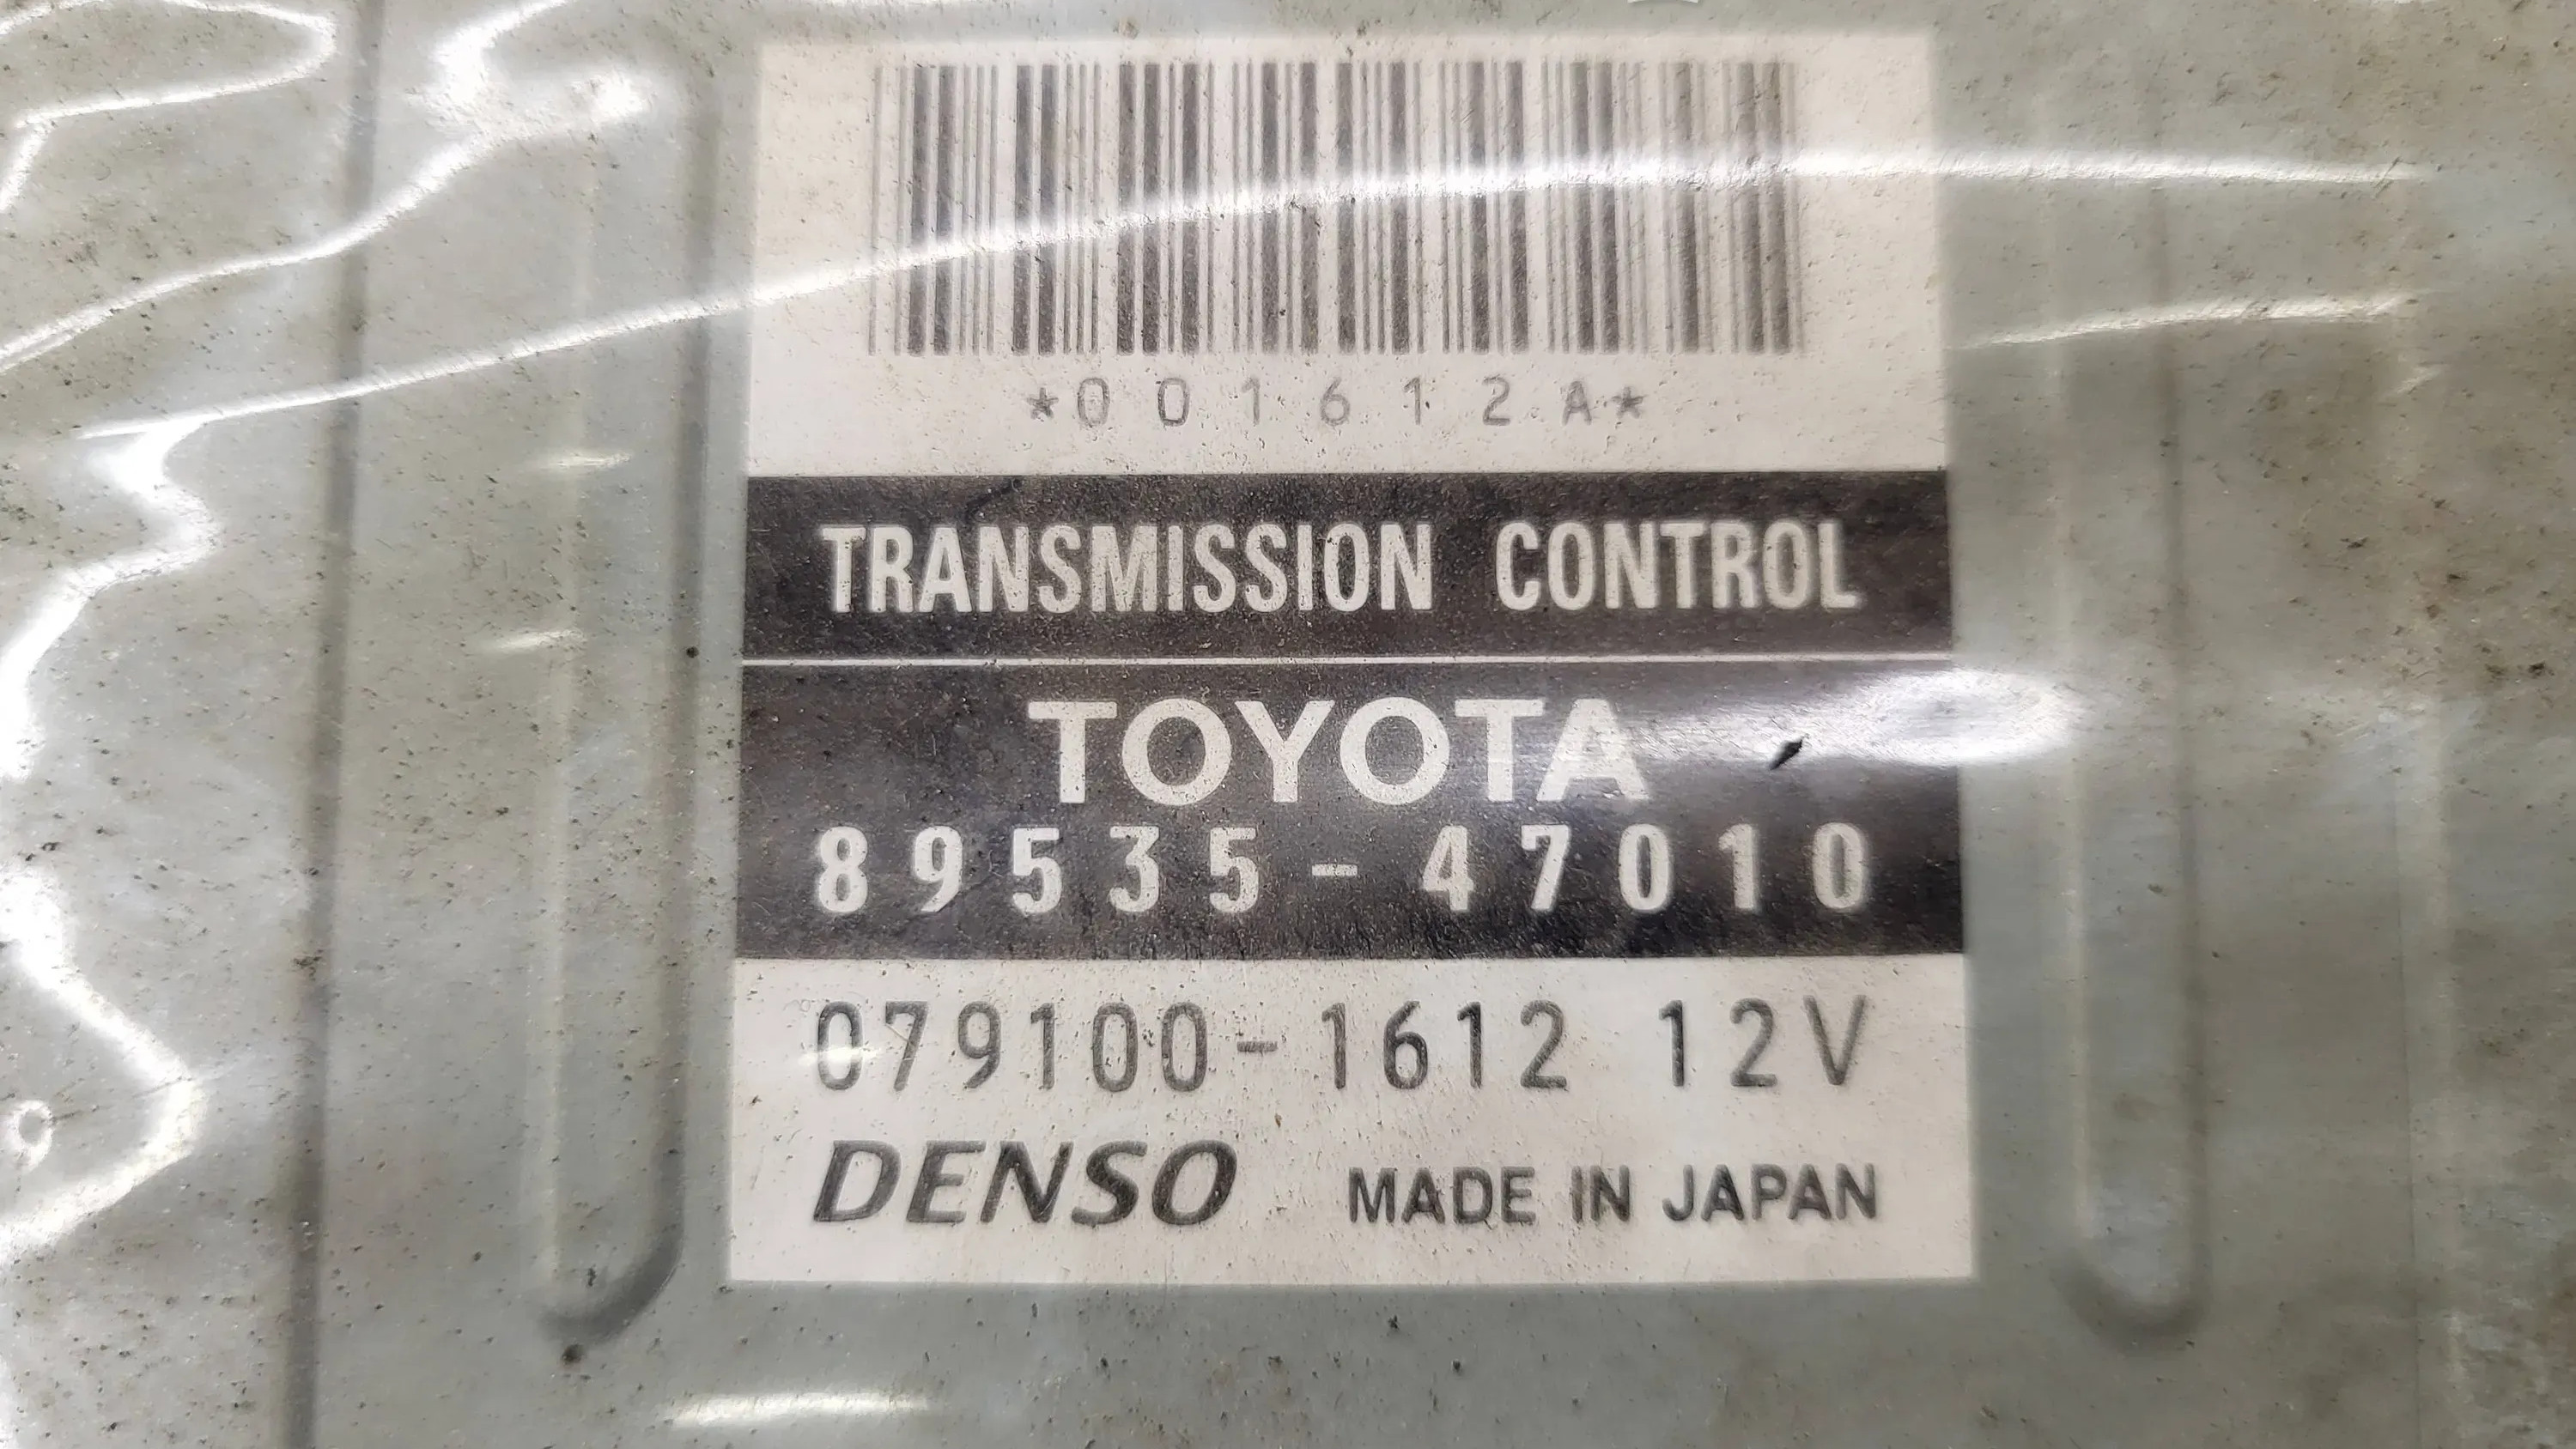 *001612A*
TRANSMISSION CONTROL
TOYOTA
89535-47010
079100-1612 12V
DENSO MADE IN JAPAN